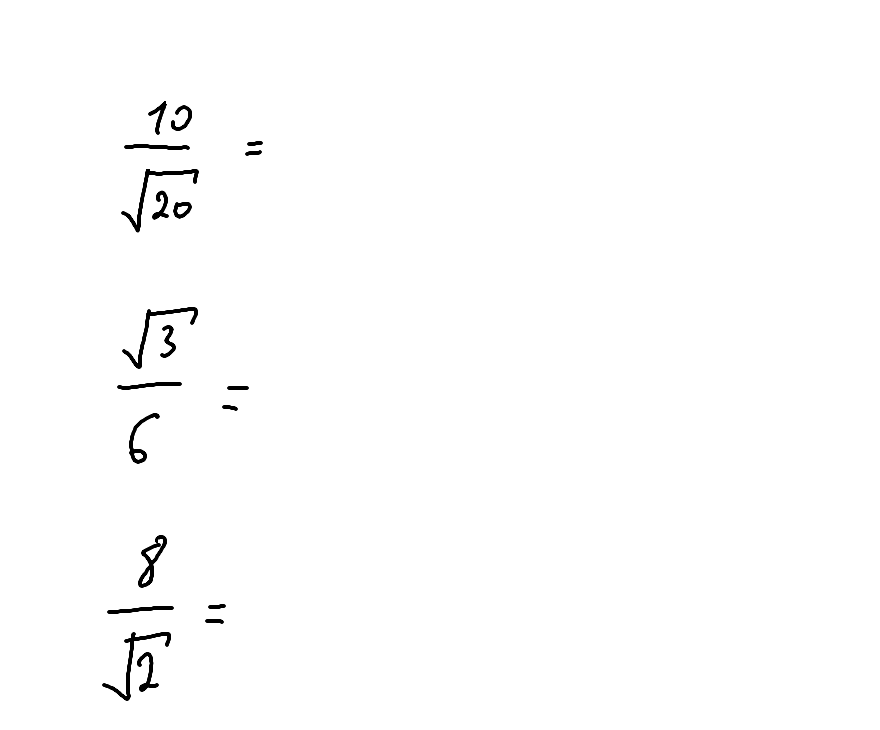 10/√20 =
√3/6 =
8/√2 =